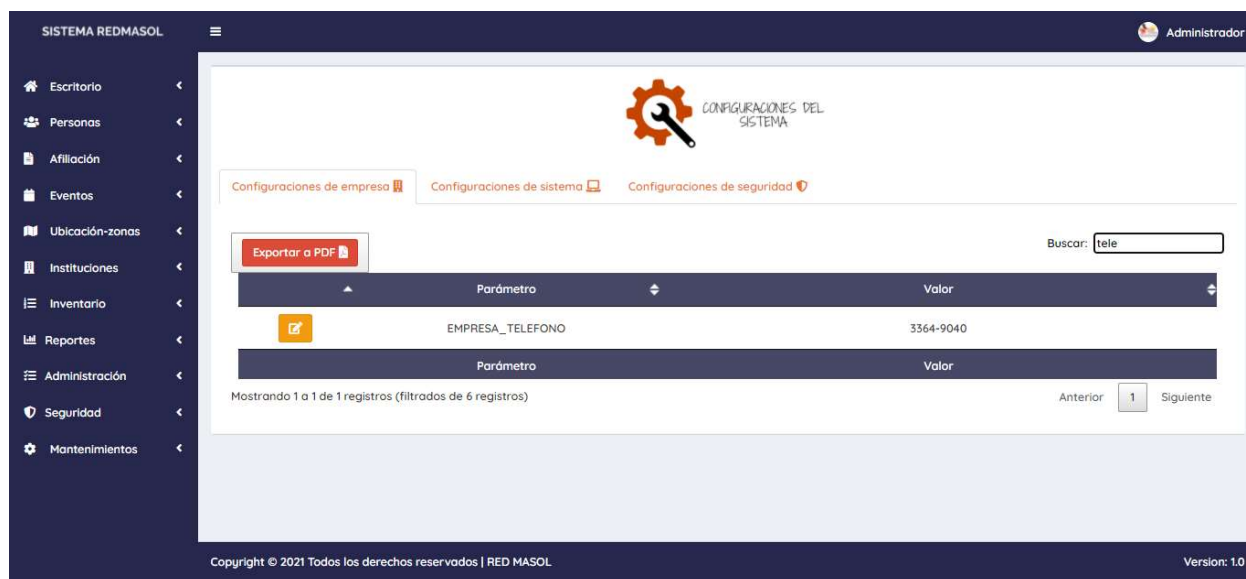 SISTEMA REDMASOL
Administrador
Escritorio
Personas
Afiliación
Eventos
Ubicación-zonas
Instituciones
Inventario
Reportes
Administración
Seguridad
Mantenimientos
CONFIGURACIONES DEL
SISTEMA
Configuraciones de empresa
Configuraciones de sistema
Configuraciones de seguridad
Exportar a PDF
Buscar: tele
Parámetro Valor
EMPRESA_TELEFONO 3364-9040
Parámetro Valor
Mostrando 1 a 1 de 1 registros (filtrados de 6 registros)
Anterior 1 Siguiente
Copyright © 2021 Todos los derechos reservados | RED MASOL
Version: 1.0